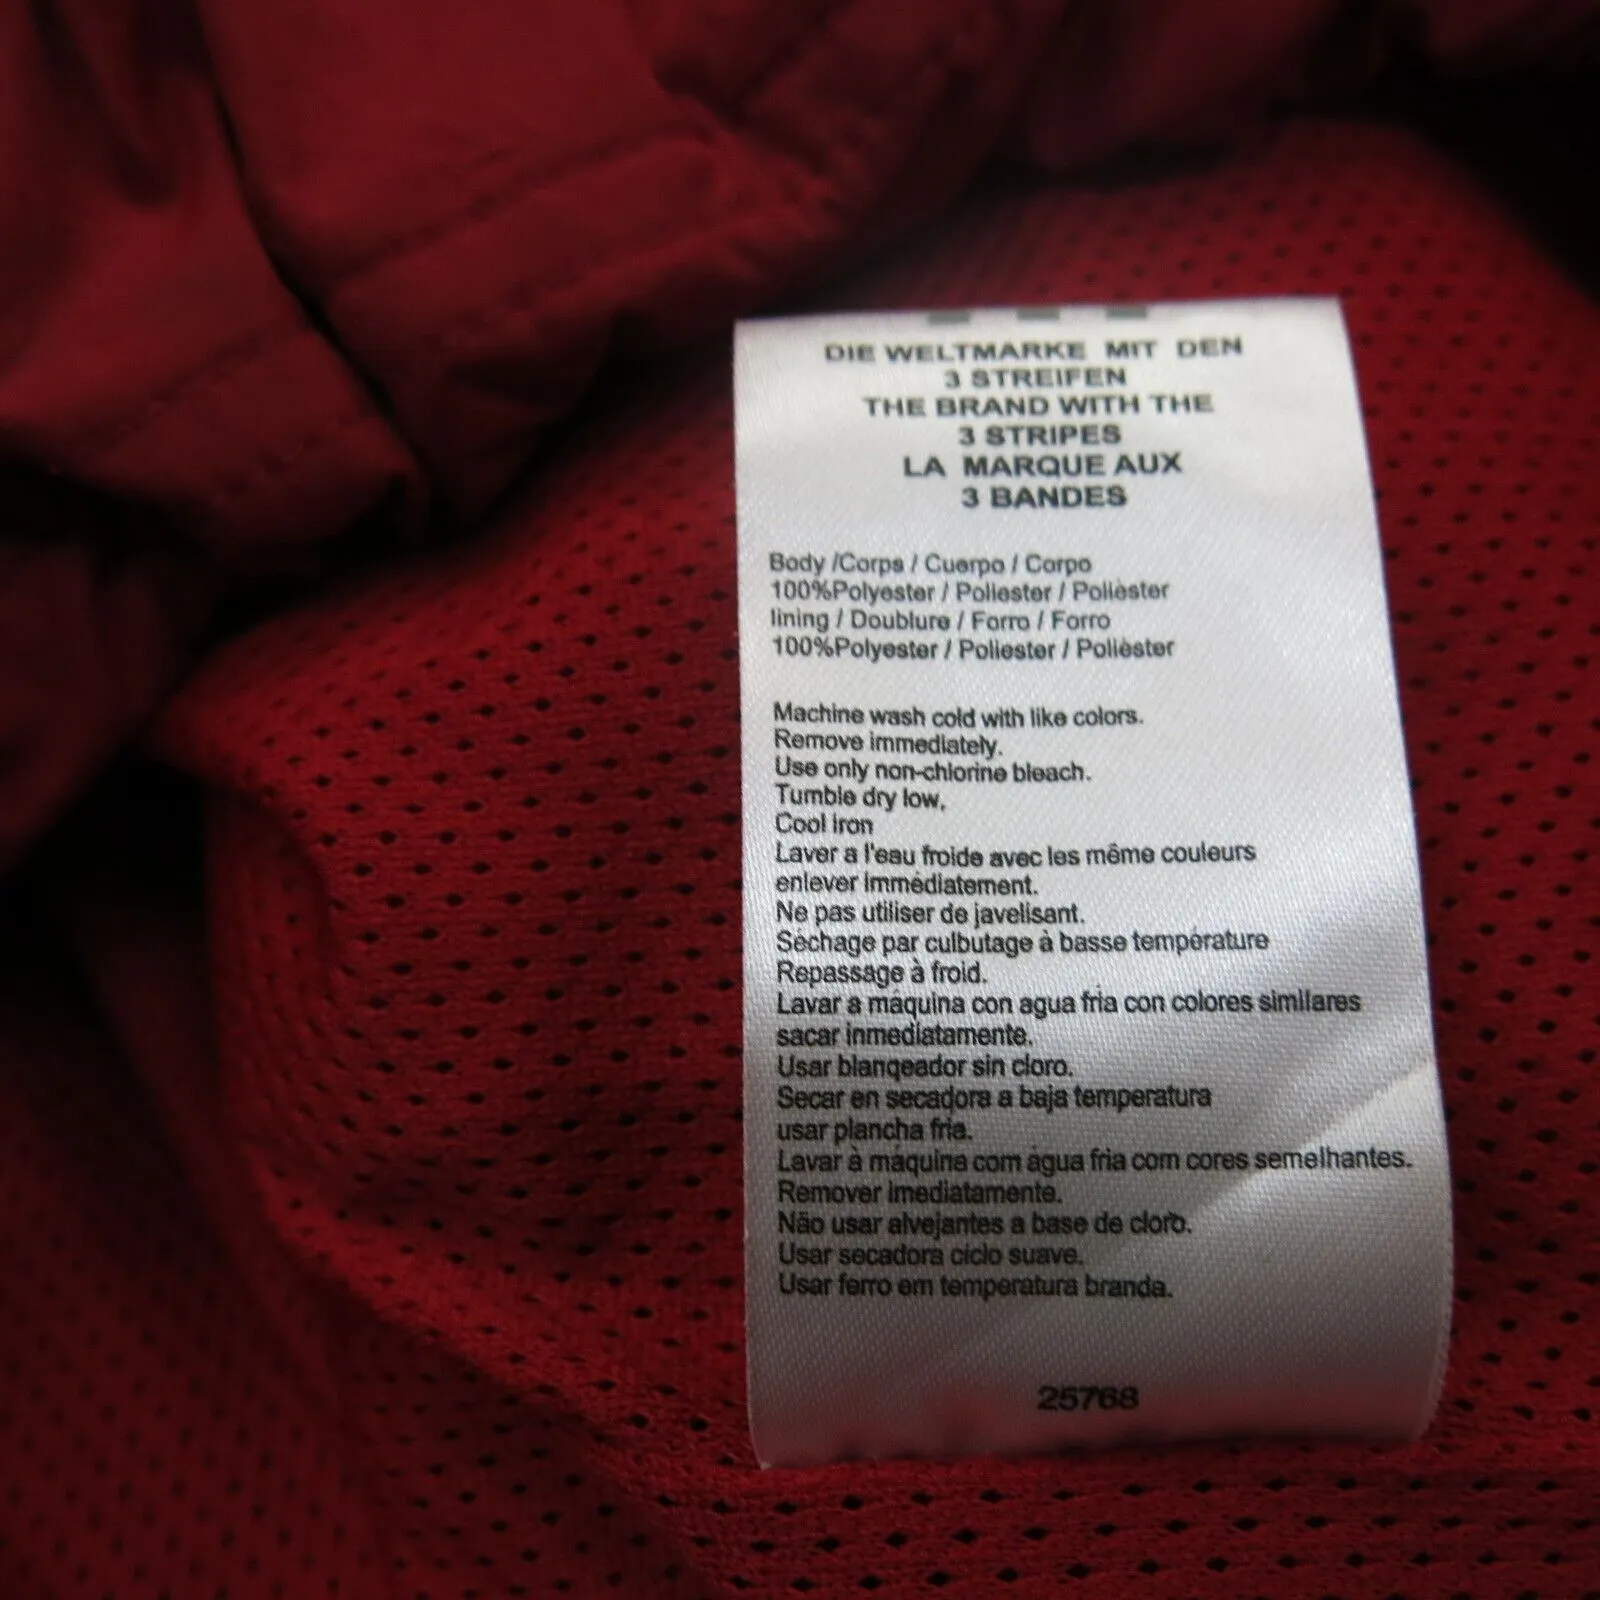 DIE WELTMARKE MIT DEN
3 STREIFEN
THE BRAND WITH THE
3 STRIPES
LA MARQUE AUX
3 BANDES
Body /Corps / Cuerpo / Corpo
100%Polyester / Poliester / Polièster
lining / Doublure / Forro / Forro
100%Polyester / Poliester / Polièster
Machine wash cold with like colors.
Remove immediately.
Use only non-chlorine bleach.
Tumble dry low,
Cool iron
Laver a l'eau froide avec les même couleurs
enlever immédiatement.
Ne pas utiliser de javelisant.
Séchage par culbutage à basse température
Repassage à froid.
Lavar a máquina con agua fria con colores similares
sacar inmediatamente.
Usar blanqeador sin cloro.
Secar en secadora a baja temperatura
usar plancha fria.
Lavar à máquina com água fria com cores semelhantes.
Remover imediatamente.
Não usar alvejantes a base de cloro.
Usar secadora ciclo suave.
Usar ferro em temperatura branda.
25768